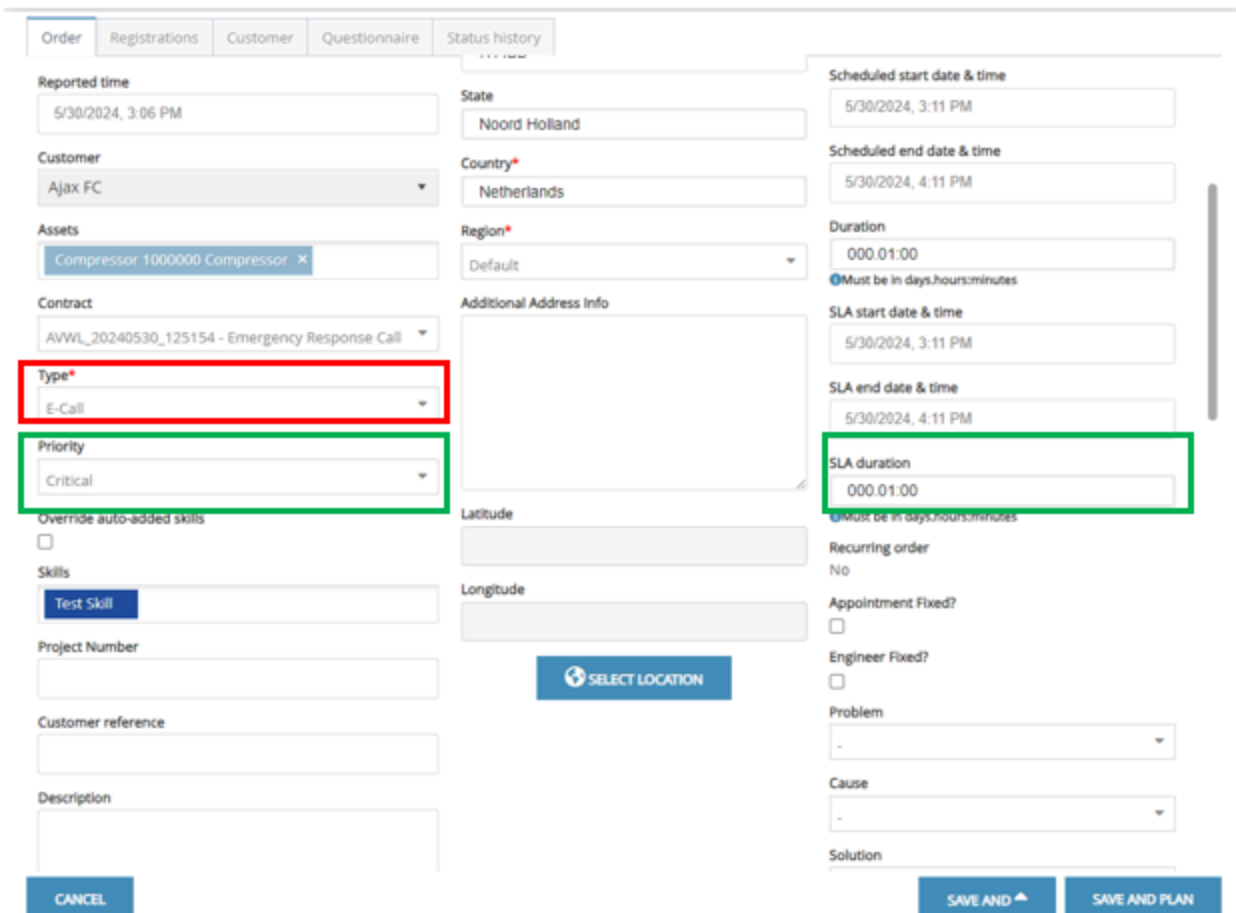 Order Registrations Customer Questionnaire Status history
Reported time
5/30/2024, 3:06 PM
Customer
Ajax FC
Assets
Compressor 1000000 Compressor ×
Contract
AVWL_20240530_125154 - Emergency Response Call
Type*
E-Call
Priority
Critical
Override auto-added skills
Skills
Test Skill
Project Number
Customer reference
Description
State
Noord Holland
Country*
Netherlands
Region*
Default
Additional Address Info
Latitude
Longitude
SELECT LOCATION
Scheduled start date & time
5/30/2024, 3:11 PM
Scheduled end date & time
5/30/2024, 4:11 PM
Duration
000.01:00
Must be in days.hours:minutes
SLA start date & time
5/30/2024, 3:11 PM
SLA end date & time
5/30/2024, 4:11 PM
SLA duration
000.01:00
Must be in days.hours:minutes
Recurring order
No
Appointment Fixed?
Engineer Fixed?
Problem
-
Cause
-
Solution
CANCEL
SAVE AND
SAVE AND PLAN